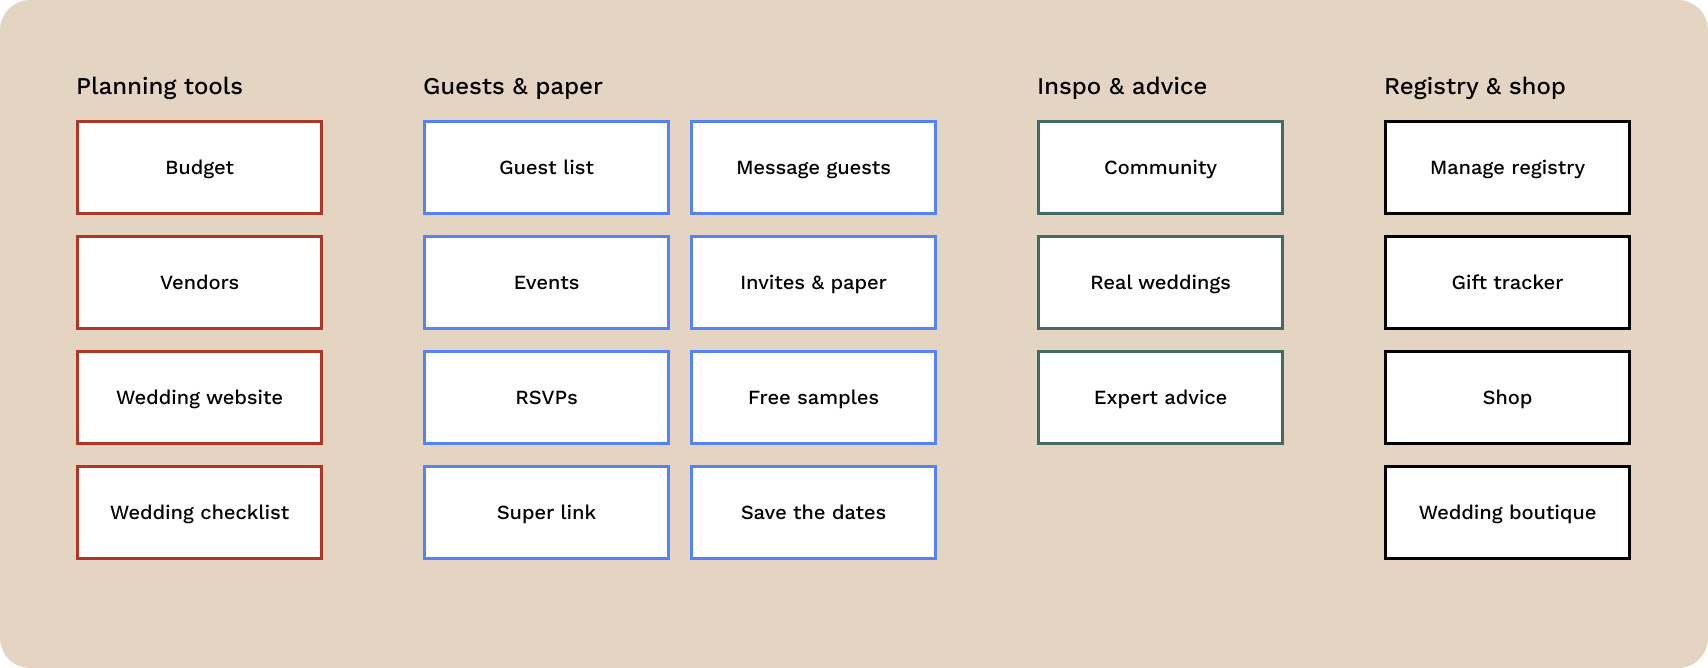 Planning tools
Budget
Vendors
Wedding website
Wedding checklist
Guests & paper
Guest list
Message guests
Events
Invites & paper
RSVPs
Free samples
Super link
Save the dates
Inspo & advice
Community
Real weddings
Expert advice
Registry & shop
Manage registry
Gift tracker
Shop
Wedding boutique